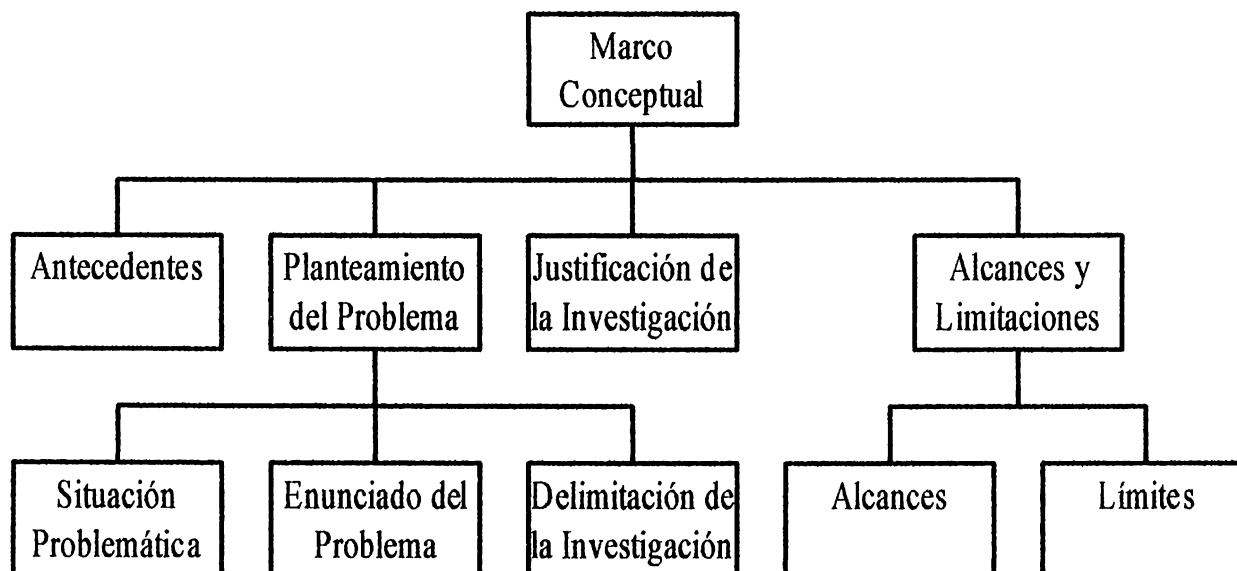 Marco
Conceptual
Antecedentes
Planteamiento
del Problema
Justificación de
la Investigación
Alcances y
Limitaciones
Situación
Problemática
Enunciado del
Problema
Delimitación de
la Investigación
Alcances
Límites